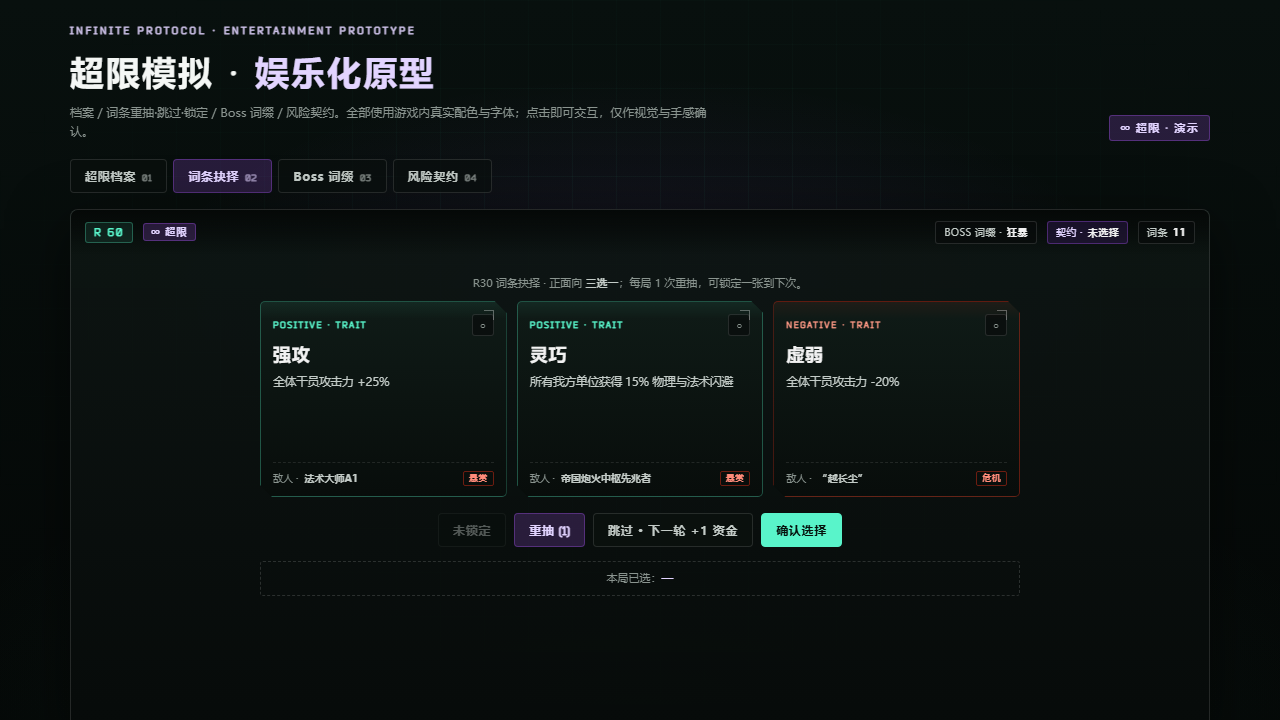 INFINITE PROTOCOL · ENTERTAINMENT PROTOTYPE
超限模拟 · 娱乐化原型
档案 / 词条重抽·跳过·锁定 / Boss 词缀 / 风险契约。全部使用游戏内真实配色与字体；点击即可交互，仅作视觉与手感确
认。
∞ 超限 · 演示
超限档案 01
词条抉择 02
Boss 词缀 03
风险契约 04
R 60
∞ 超限
BOSS 词缀 · 狂暴
契约 · 未选择
词条 11
R30 词条抉择 · 正面向 三选一；每局 1 次重抽，可锁定一张到下次。
POSITIVE · TRAIT
强攻
全体干员攻击力 +25%
敌人 · 法术大师A1
悬赏
POSITIVE · TRAIT
灵巧
所有我方单位获得 15% 物理与法术闪避
敌人 · 帝国炮火中枢先兆者
悬赏
NEGATIVE · TRAIT
虚弱
全体干员攻击力 -20%
敌人 · “越长尘”
危机
未锁定
重抽 (1)
跳过 • 下一轮 +1 资金
确认选择
本局已选：—